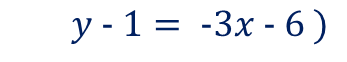 y - 1 = -3x - 6 )